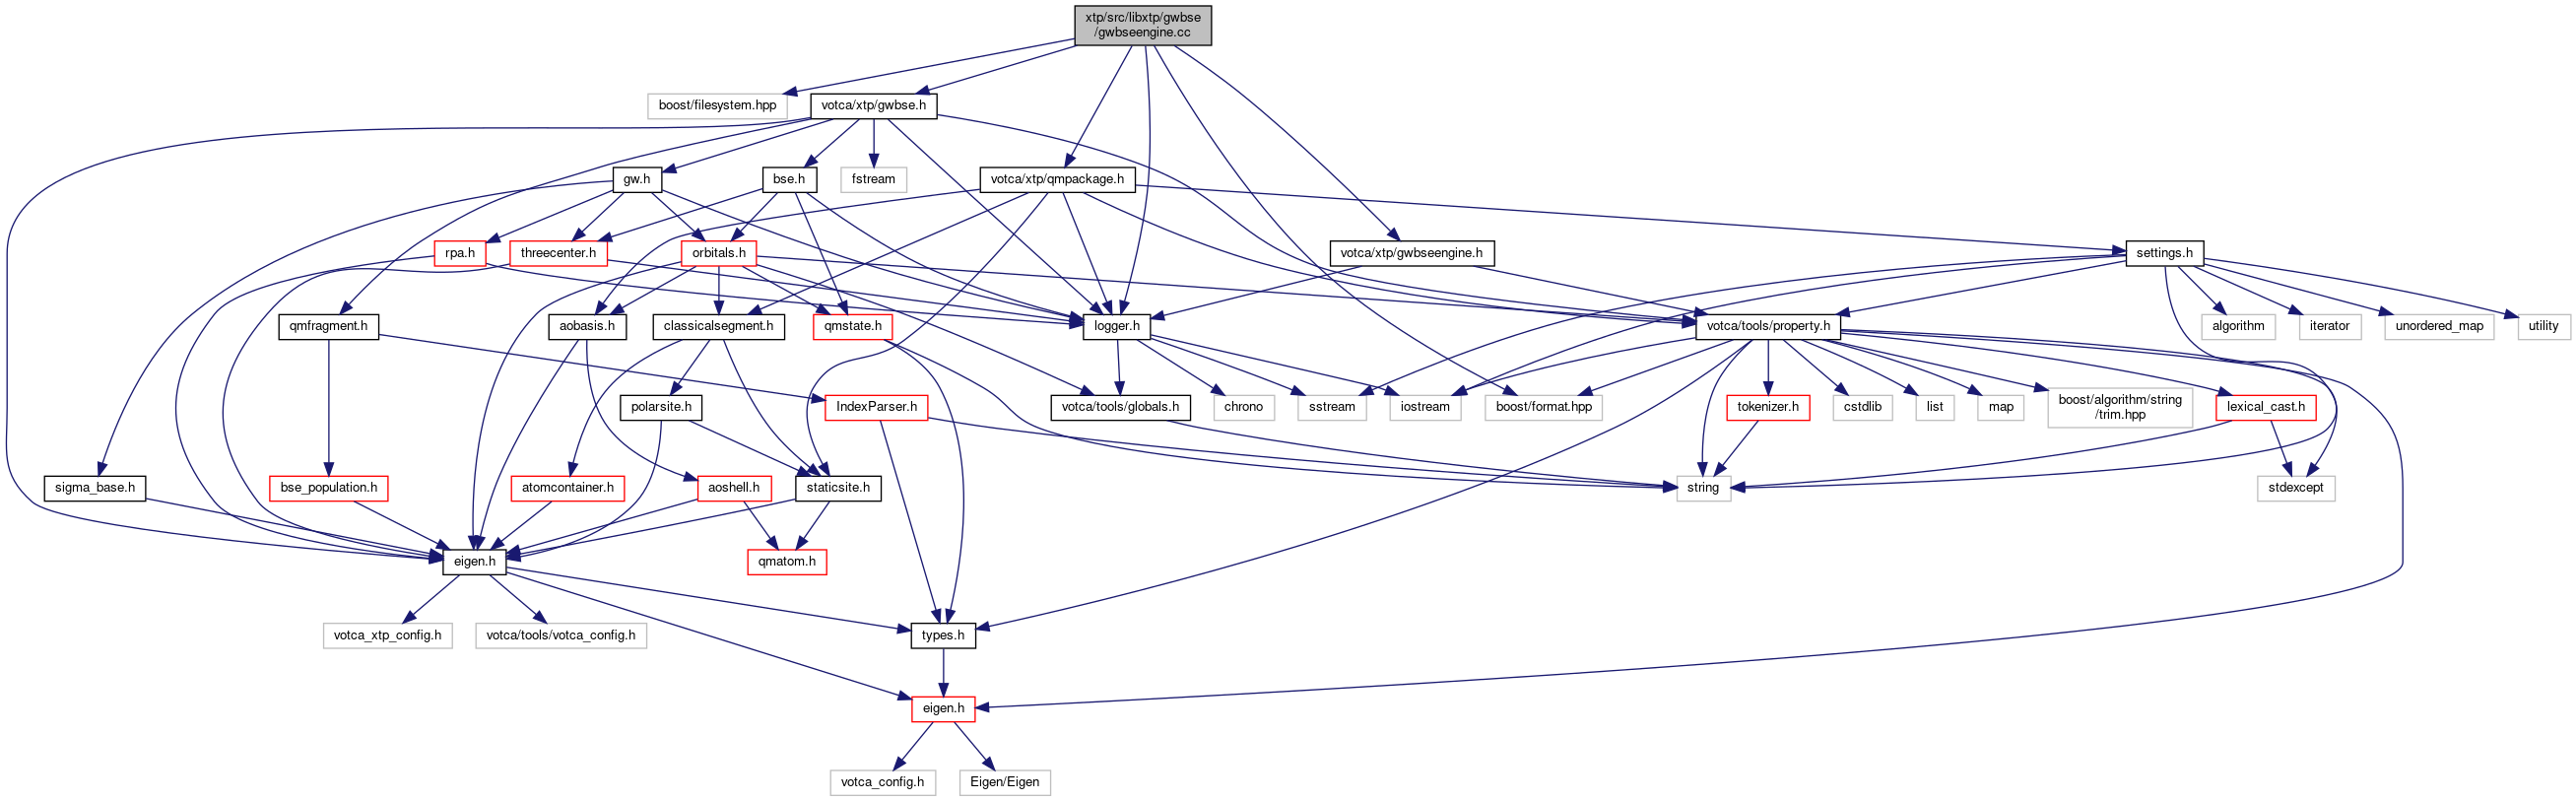 xtp/src/libxtp/gwbse
/gwbseengine.cc
boost/filesystem.hpp
votca/xtp/gwbse.h
gw.h
bse.h
fstream
votca/xtp/qmpackage.h
rpa.h
threecenter.h
orbitals.h
votca/xtp/gwbseengine.h
settings.h
qmfragment.h
aobasis.h
classicalsegment.h
qmstate.h
logger.h
votca/tools/property.h
algorithm
iterator
unordered_map
utility
polarsite.h
IndexParser.h
votca/tools/globals.h
chrono
sstream
iostream
boost/format.hpp
tokenizer.h
cstdlib
list
map
boost/algorithm/string
/trim.hpp
lexical_cast.h
sigma_base.h
bse_population.h
atomcontainer.h
aoshell.h
staticsite.h
string
stdexcept
eigen.h
qmatom.h
votca_xtp_config.h
votca/tools/votca_config.h
types.h
eigen.h
votca_config.h
Eigen/Eigen